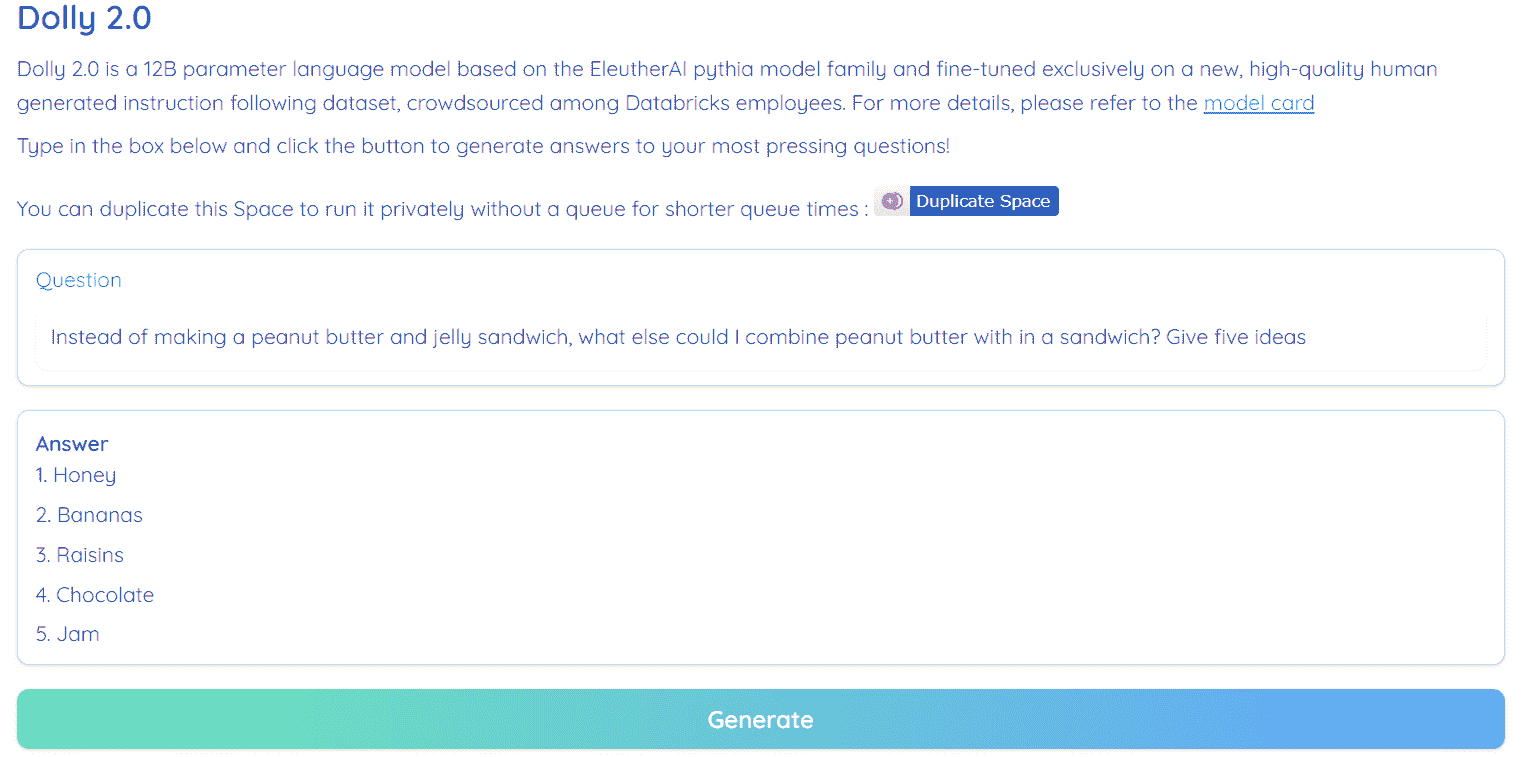 Dolly 2.0
Dolly 2.0 is a 12B parameter language model based on the EleutherAI pythia model family and fine-tuned exclusively on a new, high-quality human
generated instruction following dataset, crowdsourced among Databricks employees. For more details, please refer to the model card
Type in the box below and click the button to generate answers to your most pressing questions!
You can duplicate this Space to run it privately without a queue for shorter queue times : Duplicate Space
Question
Instead of making a peanut butter and jelly sandwich, what else could I combine peanut butter with in a sandwich? Give five ideas
Answer
1. Honey
2. Bananas
3. Raisins
4. Chocolate
5. Jam
Generate